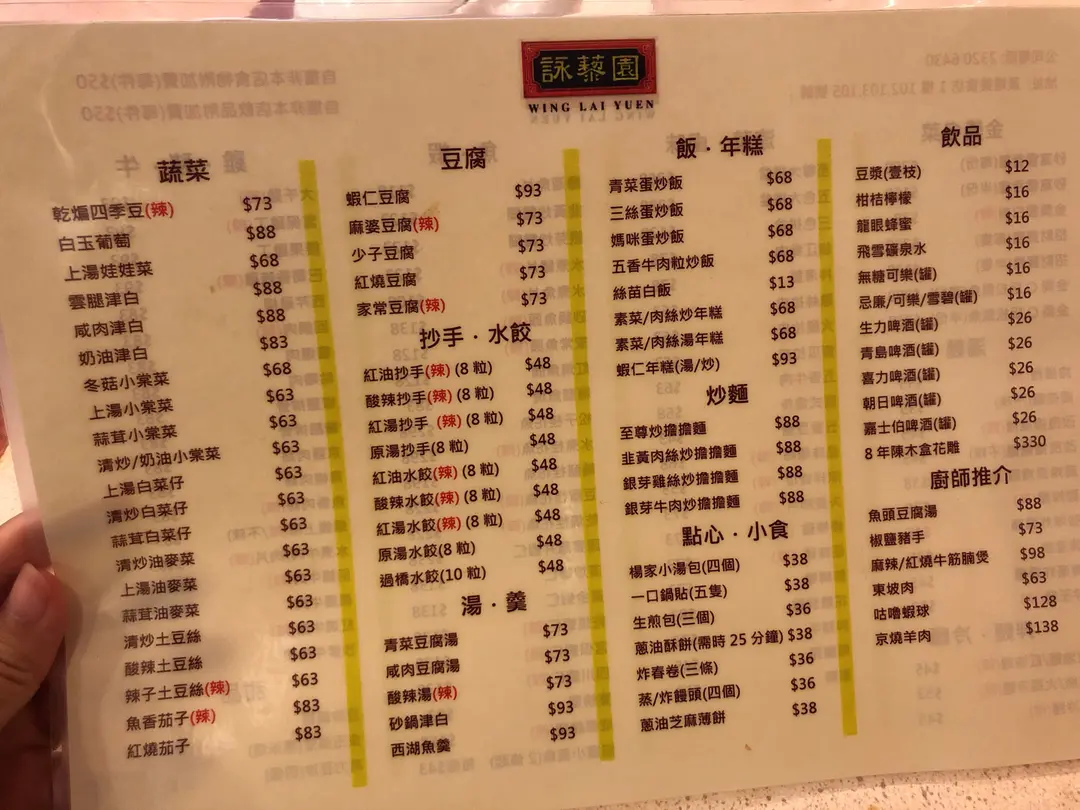 詠藜園
WING LAI YUEN
蔬菜
乾煸四季豆(辣) $73
白玉葡萄 $88
上湯娃娃菜 $68
雲腿津白 $88
咸肉津白 $88
奶油津白 $83
冬菇小棠菜 $68
上湯小棠菜 $63
蒜茸小棠菜 $63
清炒/奶油小棠菜 $63
上湯白菜仔 $63
清炒白菜仔 $63
蒜茸白菜仔 $63
清炒油麥菜 $63
上湯油麥菜 $63
蒜茸油麥菜 $63
清炒土豆絲 $63
酸辣土豆絲 $63
辣子土豆絲(辣) $63
魚香茄子(辣) $83
紅燒茄子 $83
豆腐
蝦仁豆腐 $93
麻婆豆腐(辣) $73
少子豆腐 $73
紅燒豆腐 $73
家常豆腐(辣) $73
抄手・水餃
紅油抄手(辣) (8 粒) $48
酸辣抄手(辣) (8 粒) $48
紅湯抄手 (辣) (8 粒) $48
原湯抄手(8 粒) $48
紅油水餃(辣) (8 粒) $48
酸辣水餃(辣) (8 粒) $48
紅湯水餃(辣) (8 粒) $48
原湯水餃(8 粒) $48
過橋水餃(10 粒) $48
湯・羹
青菜豆腐湯 $73
咸肉豆腐湯 $73
酸辣湯(辣) $73
砂鍋津白 $93
西湖魚羹 $93
飯・年糕
青菜蛋炒飯 $68
三絲蛋炒飯 $68
媽咪蛋炒飯 $68
五香牛肉粒炒飯 $68
絲苗白飯 $13
素菜/肉絲炒年糕 $68
素菜/肉絲湯年糕 $68
蝦仁年糕(湯/炒) $93
炒麵
至尊炒擔擔麵 $88
韭黃肉絲炒擔擔麵 $88
銀芽雞絲炒擔擔麵 $88
銀芽牛肉炒擔擔麵 $88
點心・小食
楊家小湯包(四個) $38
一口鍋貼(五隻) $38
生煎包(三個) $36
蔥油酥餅(需時 25 分鐘) $38
炸春卷(三條) $36
蒸/炸饅頭(四個) $36
蔥油芝麻薄餅 $38
飲品
豆漿(壹枝) $12
柑桔檸檬 $16
龍眼蜂蜜 $16
飛雪礦泉水 $16
無糖可樂(罐) $16
忌廉/可樂/雪碧(罐) $16
生力啤酒(罐) $26
青島啤酒(罐) $26
喜力啤酒(罐) $26
朝日啤酒(罐) $26
嘉士伯啤酒(罐) $26
8 年陳木盒花雕 $330
廚師推介
魚頭豆腐湯 $88
椒鹽豬手 $73
麻辣/紅燒牛筋腩煲 $98
東坡肉 $63
咕嚕蝦球 $128
京燒羊肉 $138